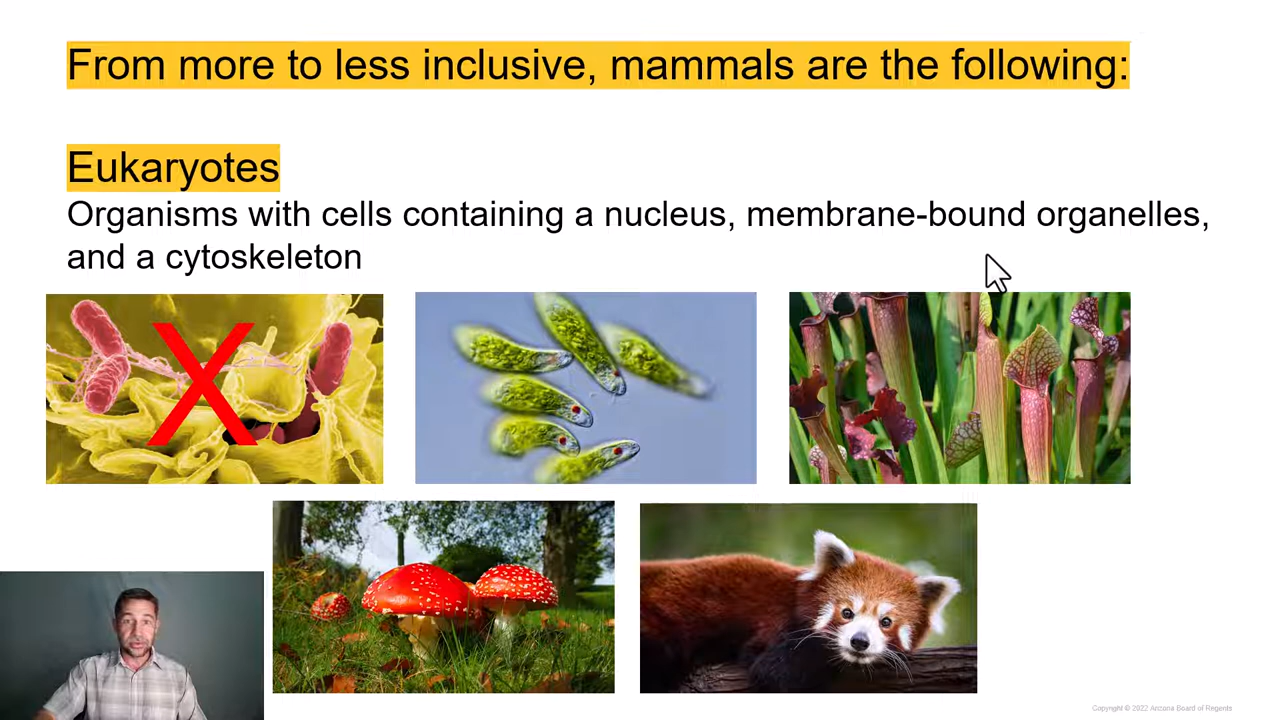 From more to less inclusive, mammals are the following:
Eukaryotes
Organisms with cells containing a nucleus, membrane-bound organelles,
and a cytoskeleton
X
Copyright © 2022 Arizona Board of Regents